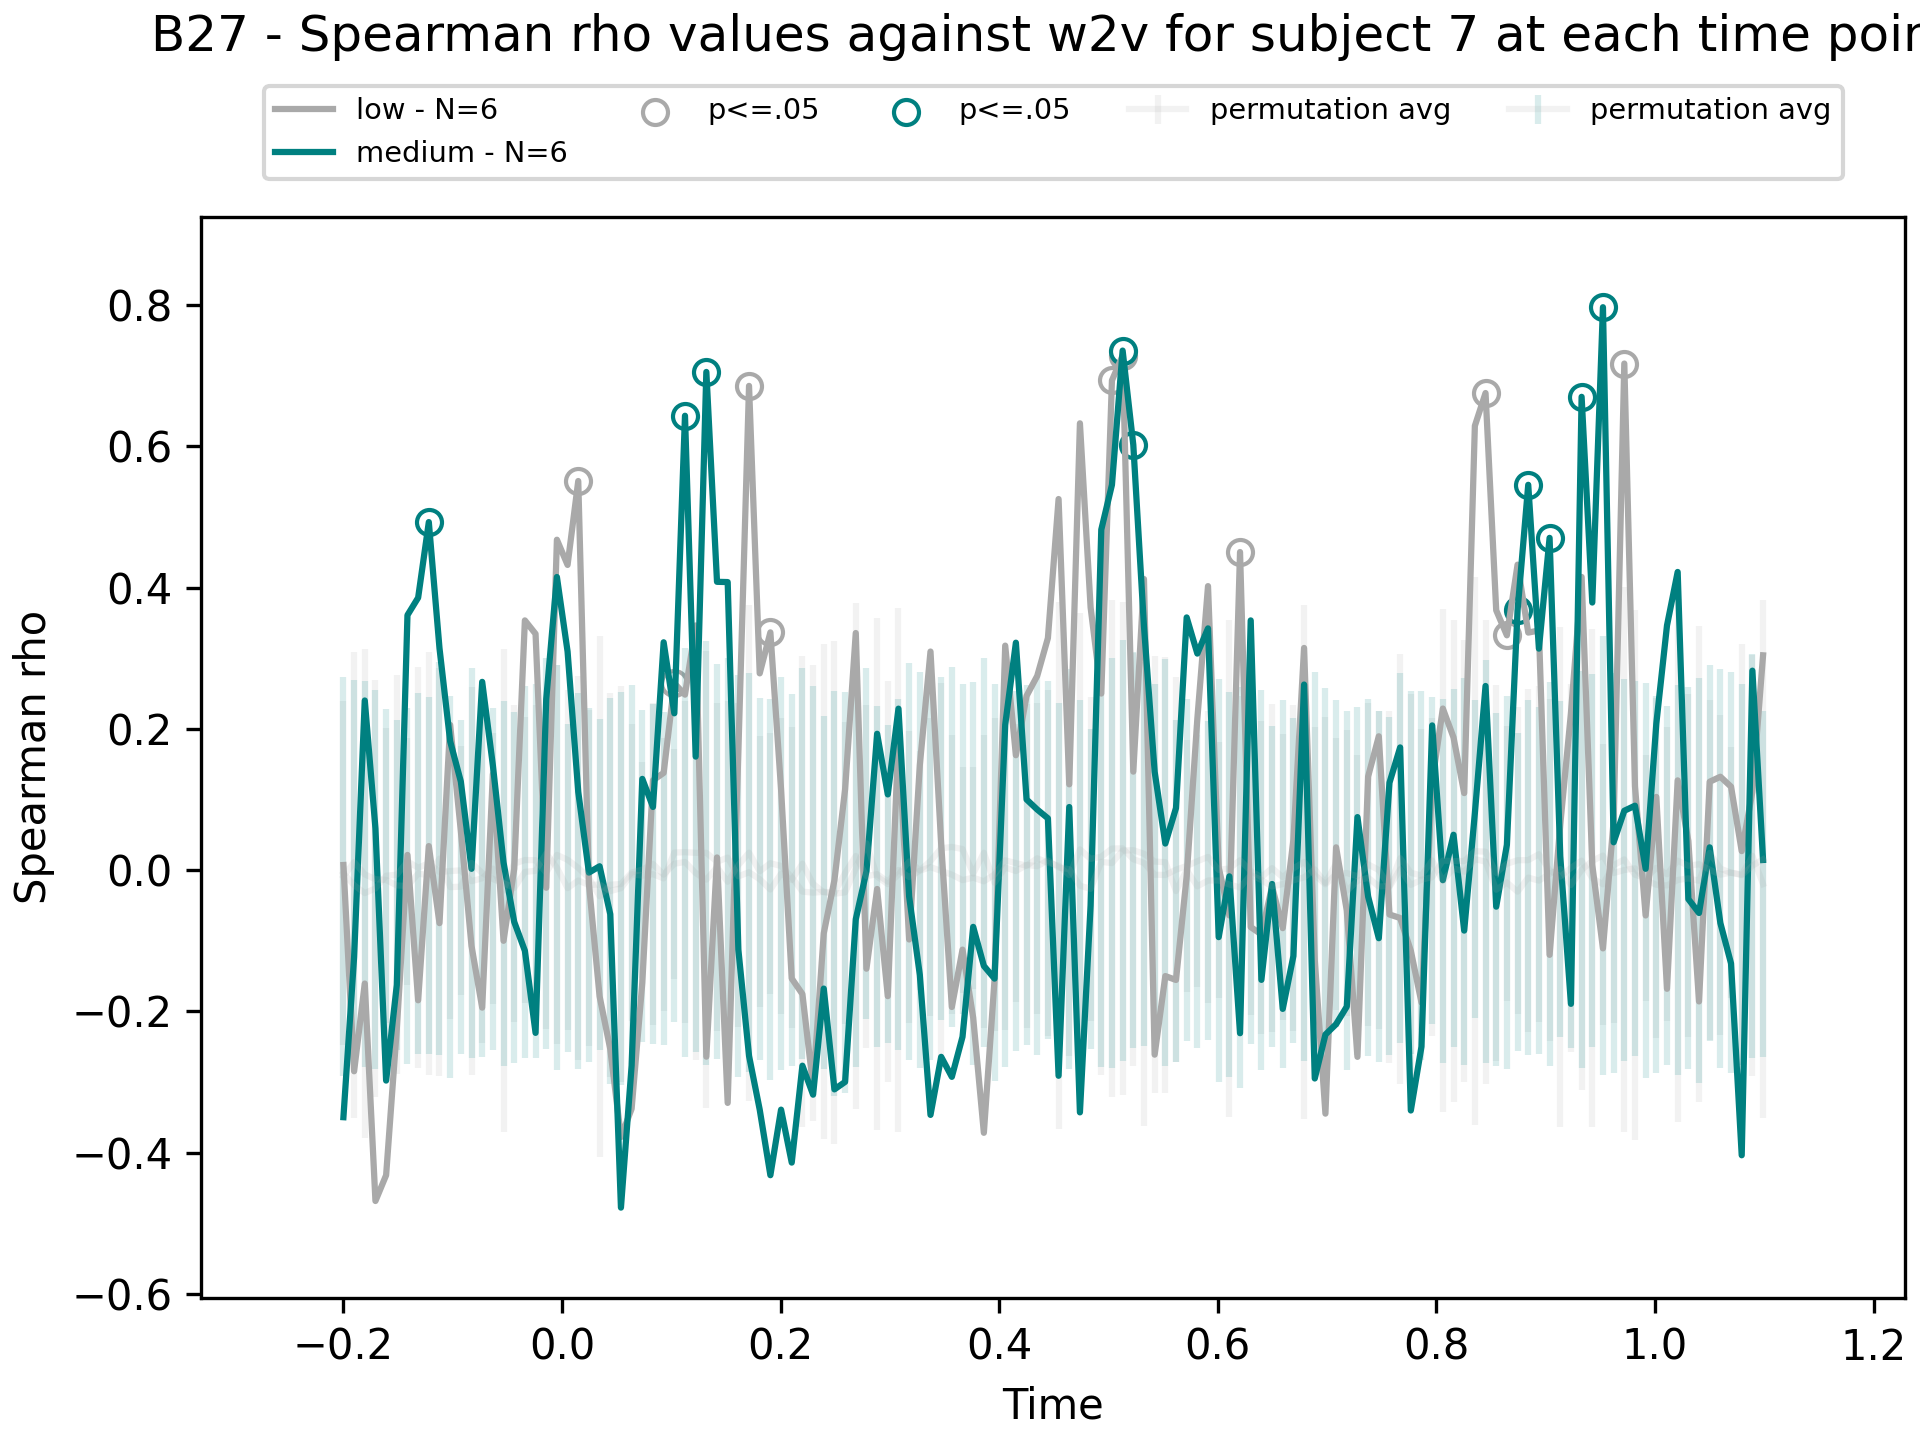 B27 - Spearman rho values against w2v for subject 7 at each time poin
low - N=6
medium - N=6
p<=.05
p<=.05
permutation avg
permutation avg
Spearman rho
0.8
0.6
0.4
0.2
0.0
−0.2
−0.4
−0.6
−0.2 0.0 0.2 0.4 0.6 0.8 1.0 1.2
Time